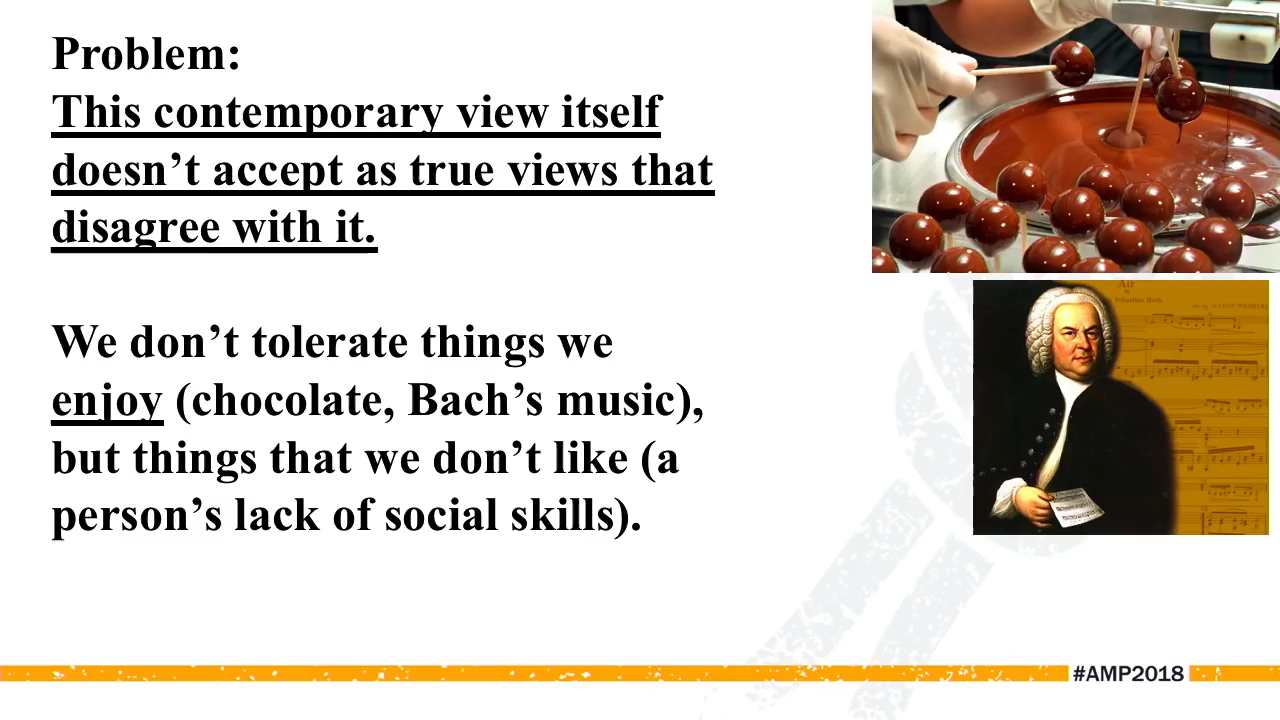 Problem:
This contemporary view itself
doesn’t accept as true views that
disagree with it.
We don’t tolerate things we
enjoy (chocolate, Bach’s music),
but things that we don’t like (a
person’s lack of social skills).
Air
#AMP2018